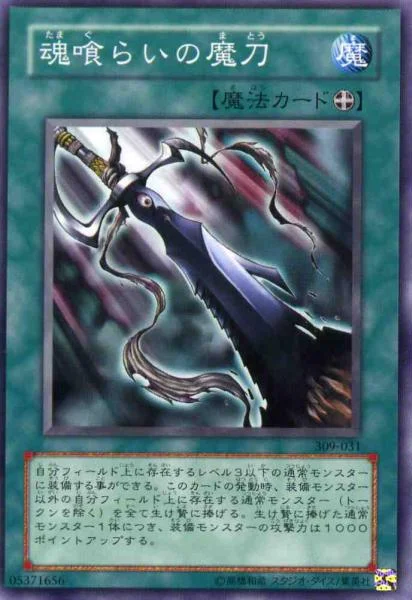 魂喰らいの魔刀
魔
【魔法カード】
309-031
自分フィールド上に存在するレベル3以下の通常モンスター
に装備する事ができる。このカードの発動時、装備モンスター
以外の自分フィールド上に存在する通常モンスター(トー
クンを除く)を全て生け贄に捧げる。生け贄に捧げた通常
モンスター1体につき、装備モンスターの攻撃力は1000
ポイントアップする。
05371656
©高橋和希 スタジオ・ダイス/集英社